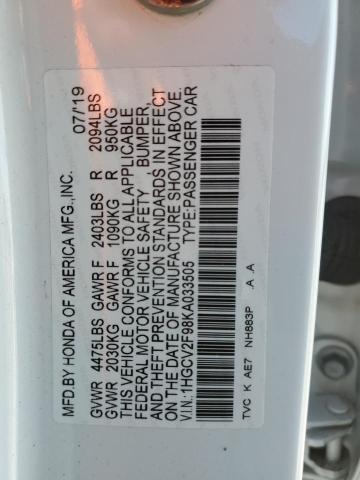 MFD.BY HONDA OF AMERICA MFG.,INC. 07/19
GVWR 4475LBS GAWR F 2403LBS R 2094LBS
GVWR 2030KG GAWR F 1090KG R 950KG
THIS VEHICLE CONFORMS TO ALL APPLICABLE
FEDERAL MOTOR VEHICLE SAFETY BUMPER,
AND THEFT PREVENTION STANDARDS IN EFFECT
ON THE DATE OF MANUFACTURE SHOWN ABOVE.
V.I.N.: 1HGCV2F98KA033505 TYPE:PASSENGER CAR
TVC K AE7 NH883P .A .A